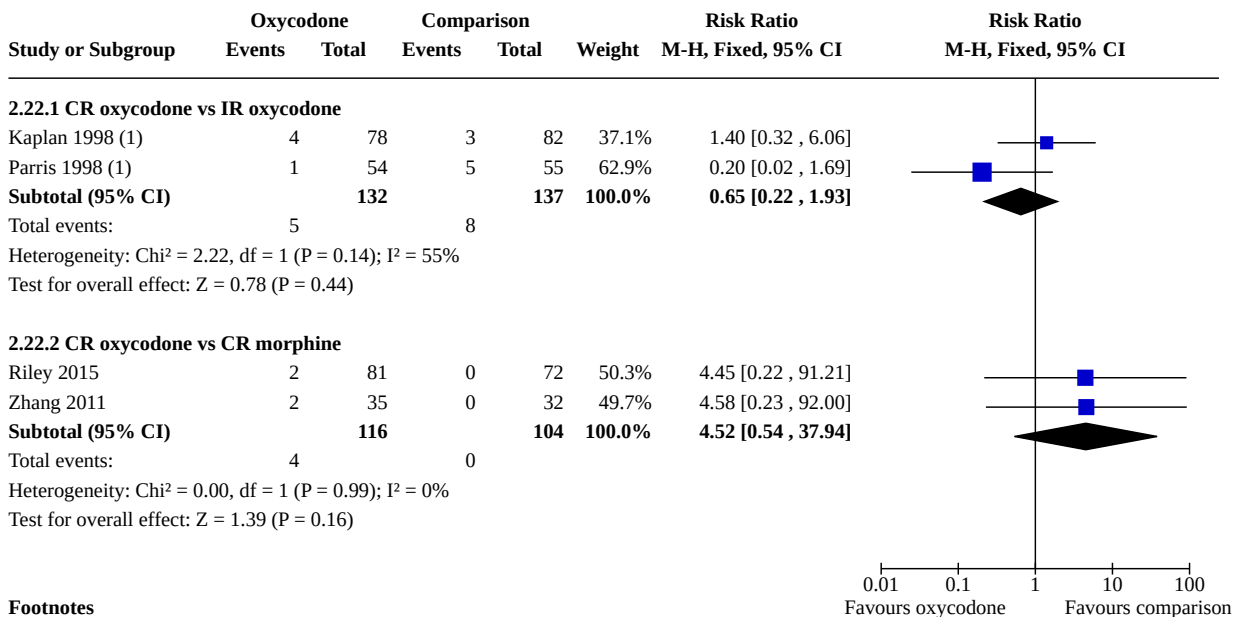 Oxycodone Comparison Risk Ratio Risk Ratio
Study or Subgroup Events Total Events Total Weight M-H, Fixed, 95% CI M-H, Fixed, 95% CI
2.22.1 CR oxycodone vs IR oxycodone
Kaplan 1998 (1) 4 78 3 82 37.1% 1.40 [0.32 , 6.06]
Parris 1998 (1) 1 54 5 55 62.9% 0.20 [0.02 , 1.69]
Subtotal (95% CI) 132 137 100.0% 0.65 [0.22 , 1.93]
Total events: 5 8
Heterogeneity: Chi² = 2.22, df = 1 (P = 0.14); I² = 55%
Test for overall effect: Z = 0.78 (P = 0.44)
2.22.2 CR oxycodone vs CR morphine
Riley 2015 2 81 0 72 50.3% 4.45 [0.22 , 91.21]
Zhang 2011 2 35 0 32 49.7% 4.58 [0.23 , 92.00]
Subtotal (95% CI) 116 104 100.0% 4.52 [0.54 , 37.94]
Total events: 4 0
Heterogeneity: Chi² = 0.00, df = 1 (P = 0.99); I² = 0%
Test for overall effect: Z = 1.39 (P = 0.16)
0.01 0.1 1 10 100
Footnotes Favours oxycodone Favours comparison